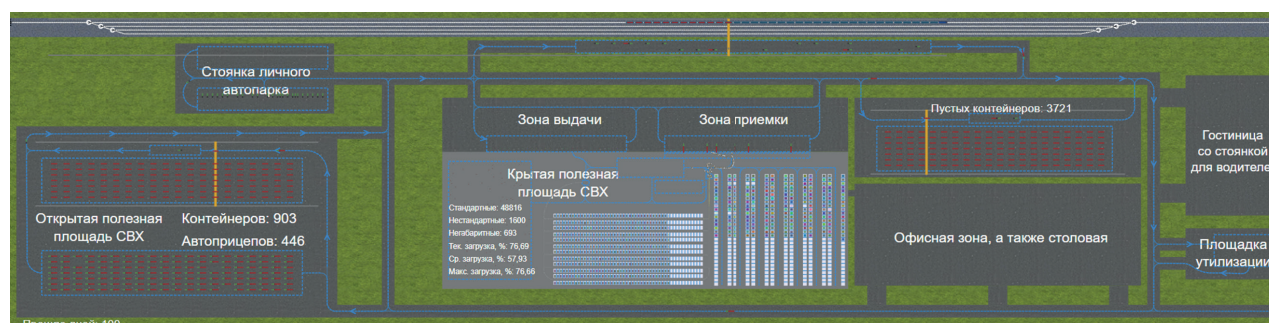 Стоянка личного
автопарка
Зона выдачи
Зона приемки
Пустых контейнеров: 3721
Гостиница
со стоянкой
для водителе
Крытая полезная
площадь СВХ
Стандартные: 48816
Нестандартные: 1600
Негабаритные: 693
Тек. загрузка, %: 76,69
Ср. загрузка, %: 57,93
Макс. загрузка, %: 76,66
Открытая полезная
площадь СВХ
Контейнеров: 903
Автоприцепов: 446
Офисная зона, а также столовая
Площадка
утилизации